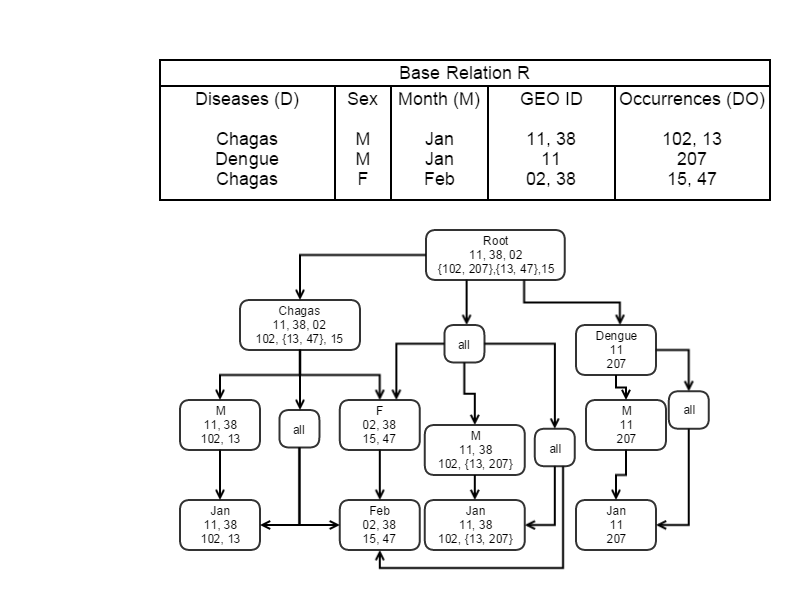 Base Relation R
Diseases (D) Sex Month (M) GEO ID Occurrences (DO)
Chagas M Jan 11, 38 102, 13
Dengue M Jan 11 207
Chagas F Feb 02, 38 15, 47
Root
11, 38, 02
{102, 207},{13, 47},15
Chagas
11, 38, 02
102, {13, 47}, 15
all
Dengue
11
207
M
11, 38
102, 13
all
F
02, 38
15, 47
M
11, 38
102, {13, 207}
all
M
11
207
all
Jan
11, 38
102, 13
Feb
02, 38
15, 47
Jan
11, 38
102, {13, 207}
Jan
11
207